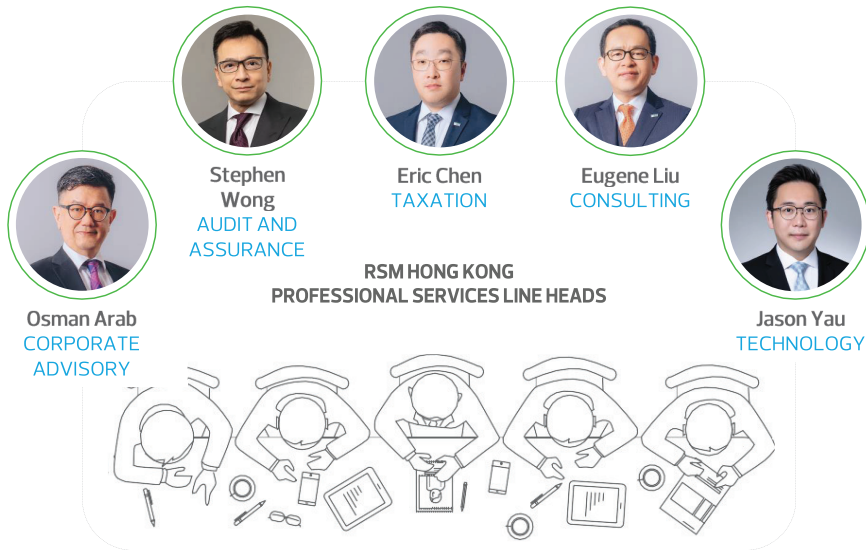 Stephen
Wong
AUDIT AND
ASSURANCE
Eric Chen
TAXATION
Eugene Liu
CONSULTING
Osman Arab
CORPORATE
ADVISORY
RSM HONG KONG
PROFESSIONAL SERVICES LINE HEADS
Jason Yau
TECHNOLOGY